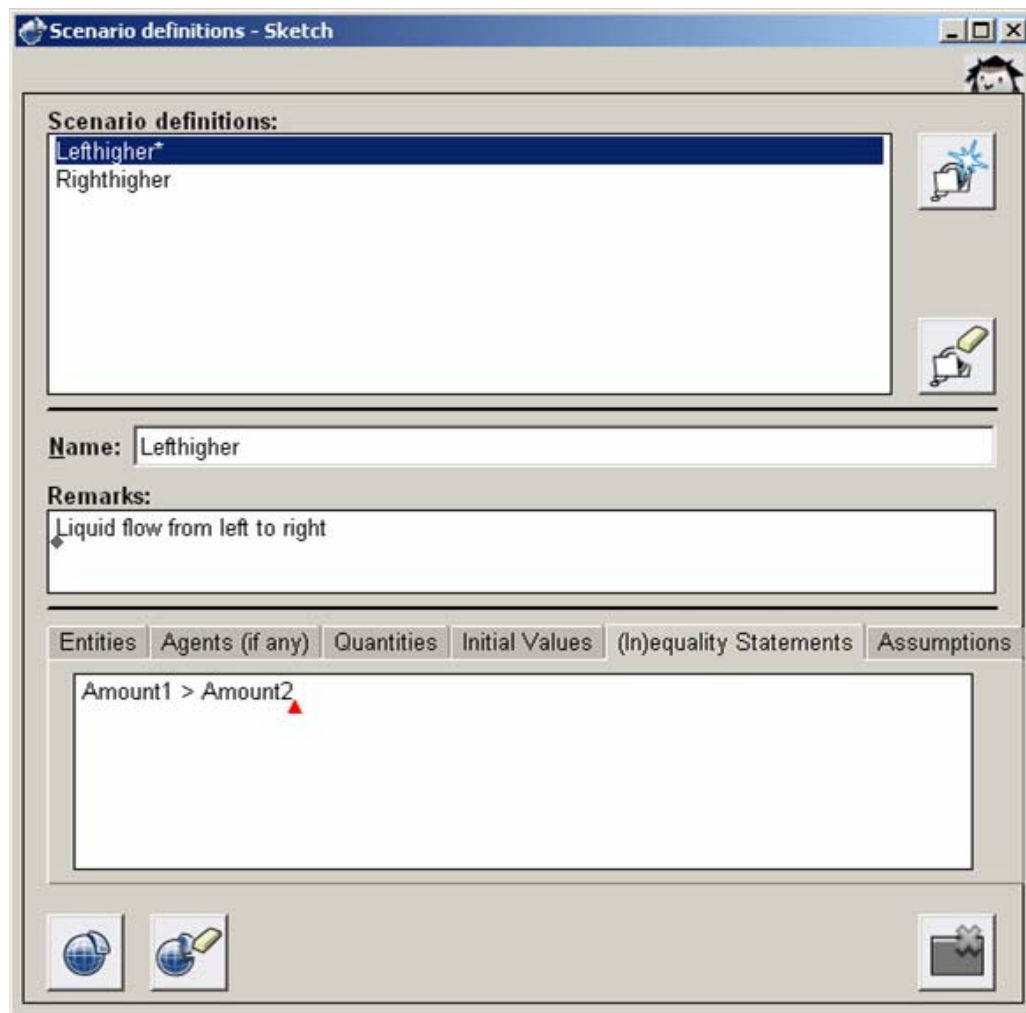 Scenario definitions - Sketch
Scenario definitions:
Lefthigher*
Righthigher
Name: Lefthigher
Remarks:
Liquid flow from left to right
Entities Agents (if any) Quantities Initial Values (In)equality Statements Assumptions
Amount1 > Amount2